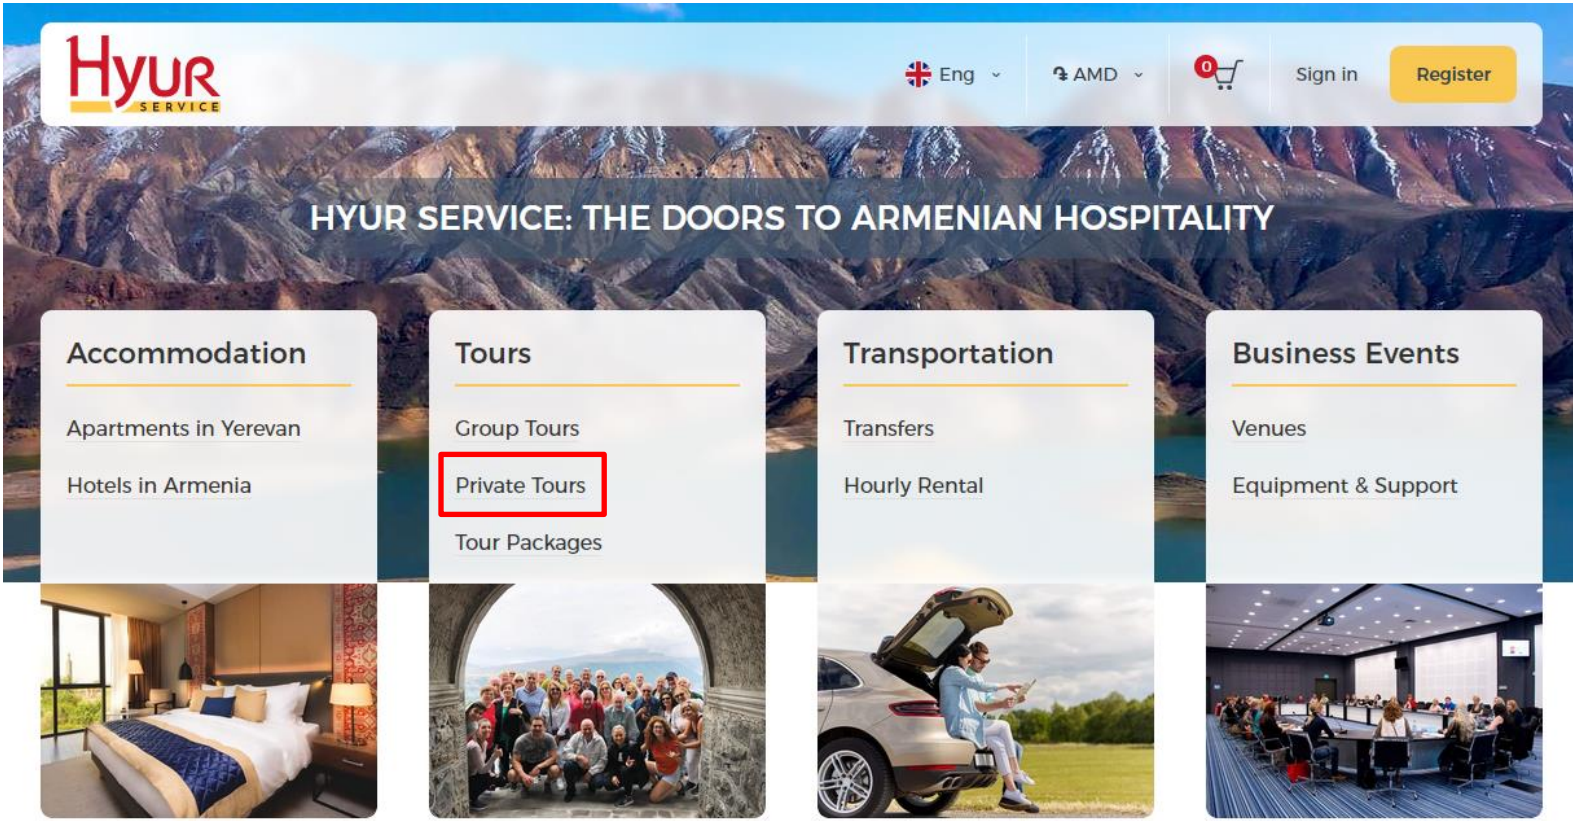 Hyur
SERVICE
Eng
֏ AMD
0
Sign in
Register
HYUR SERVICE: THE DOORS TO ARMENIAN HOSPITALITY
Accommodation
Apartments in Yerevan
Hotels in Armenia
Tours
Group Tours
Private Tours
Tour Packages
Transportation
Transfers
Hourly Rental
Business Events
Venues
Equipment & Support